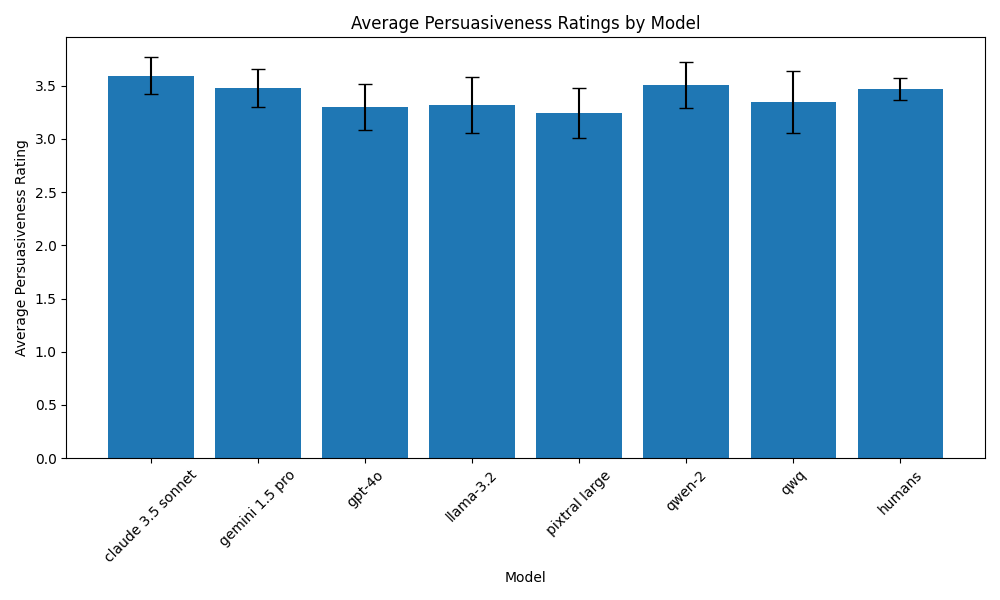 Average Persuasiveness Ratings by Model
Average Persuasiveness Rating
3.5
3.0
2.5
2.0
1.5
1.0
0.5
0.0
claude 3.5 sonnet
gemini 1.5 pro
gpt-4o
llama-3.2
pixtral large
qwen-2
qwq
humans
Model